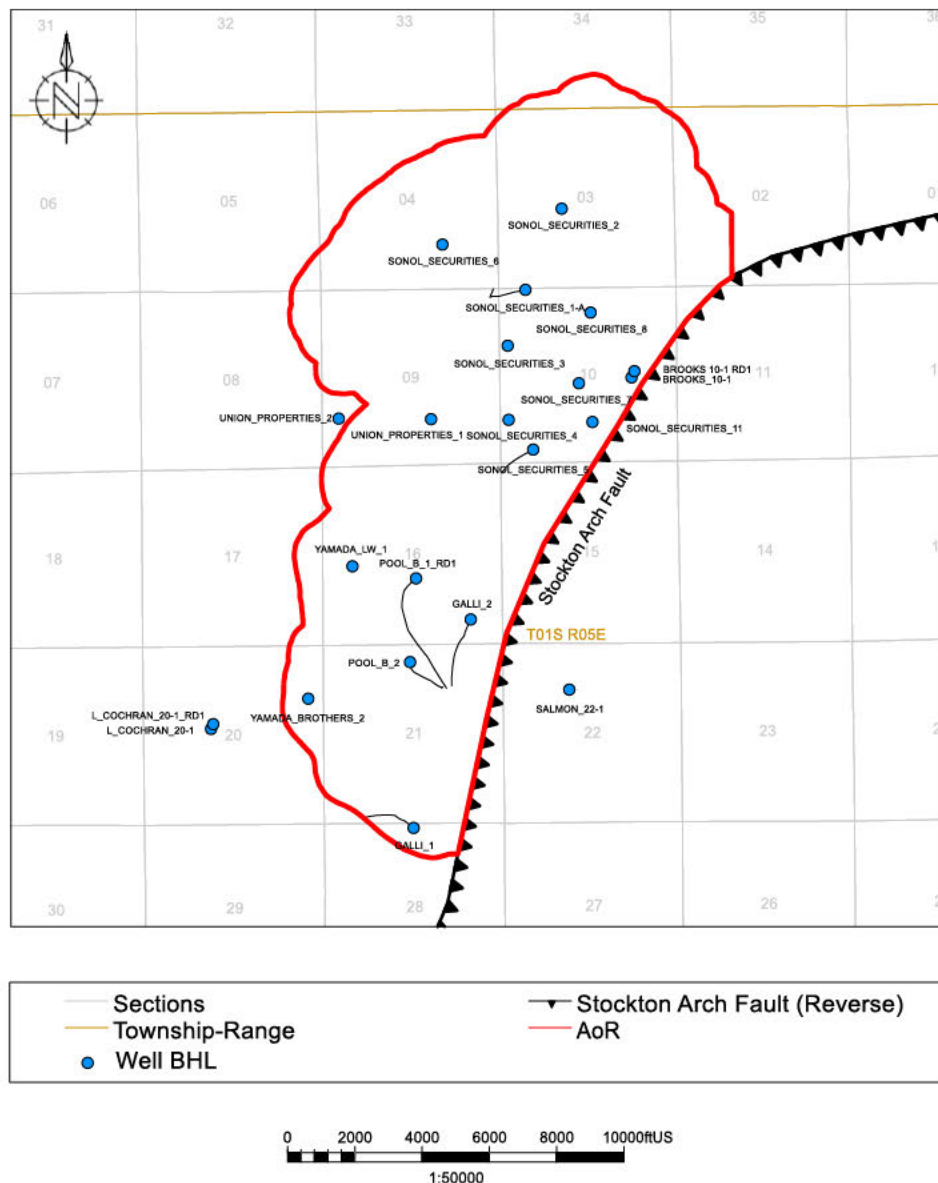 31
32
33
34
35
36
N
06
05
04
03
02
SONOL_SECURITIES_2
SONOL_SECURITIES_6
SONOL_SECURITIES_1-A
SONOL_SECURITIES_8
SONOL_SECURITIES_3
BROOKS 10-1 RD1
BROOKS_10-1
07
08
09
10
11
SONOL_SECURITIES_7
UNION_PROPERTIES_2
UNION_PROPERTIES_1
SONOL_SECURITIES_4
SONOL_SECURITIES_11
SONOL_SECURITIES_5
Stockton Arch Fault
18
17
16
15
14
YAMADA_LW_1
POOL_B_1_RD1
GALLI_2
T01S R05E
POOL_B_2
SALMON_22-1
L_COCHRAN_20-1_RD1
L_COCHRAN_20-1
YAMADA_BROTHERS_2
19
20
21
22
23
GALLI_1
30
29
28
27
26
Sections
Township-Range
Well BHL
Stockton Arch Fault (Reverse)
AoR
0 2000 4000 6000 8000 10000ftUS
1:50000